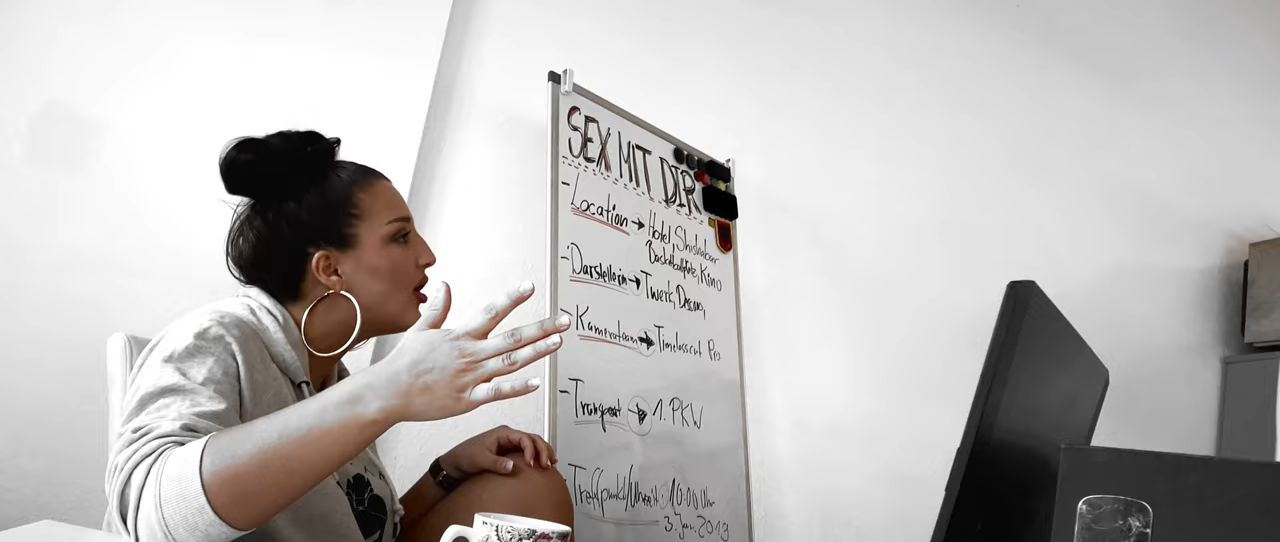 SEX MIT DIR
- Location → Hotel, Shishabar
Basketballplatz, Kino
- Darstellerin → Twerk, Dessous,
- Kamerateam → Timelesscut Pro
- Transport → 1. PKW
- Treffpunkt/Uhrzeit: 10:00 Uhr
3. Jan. 2019